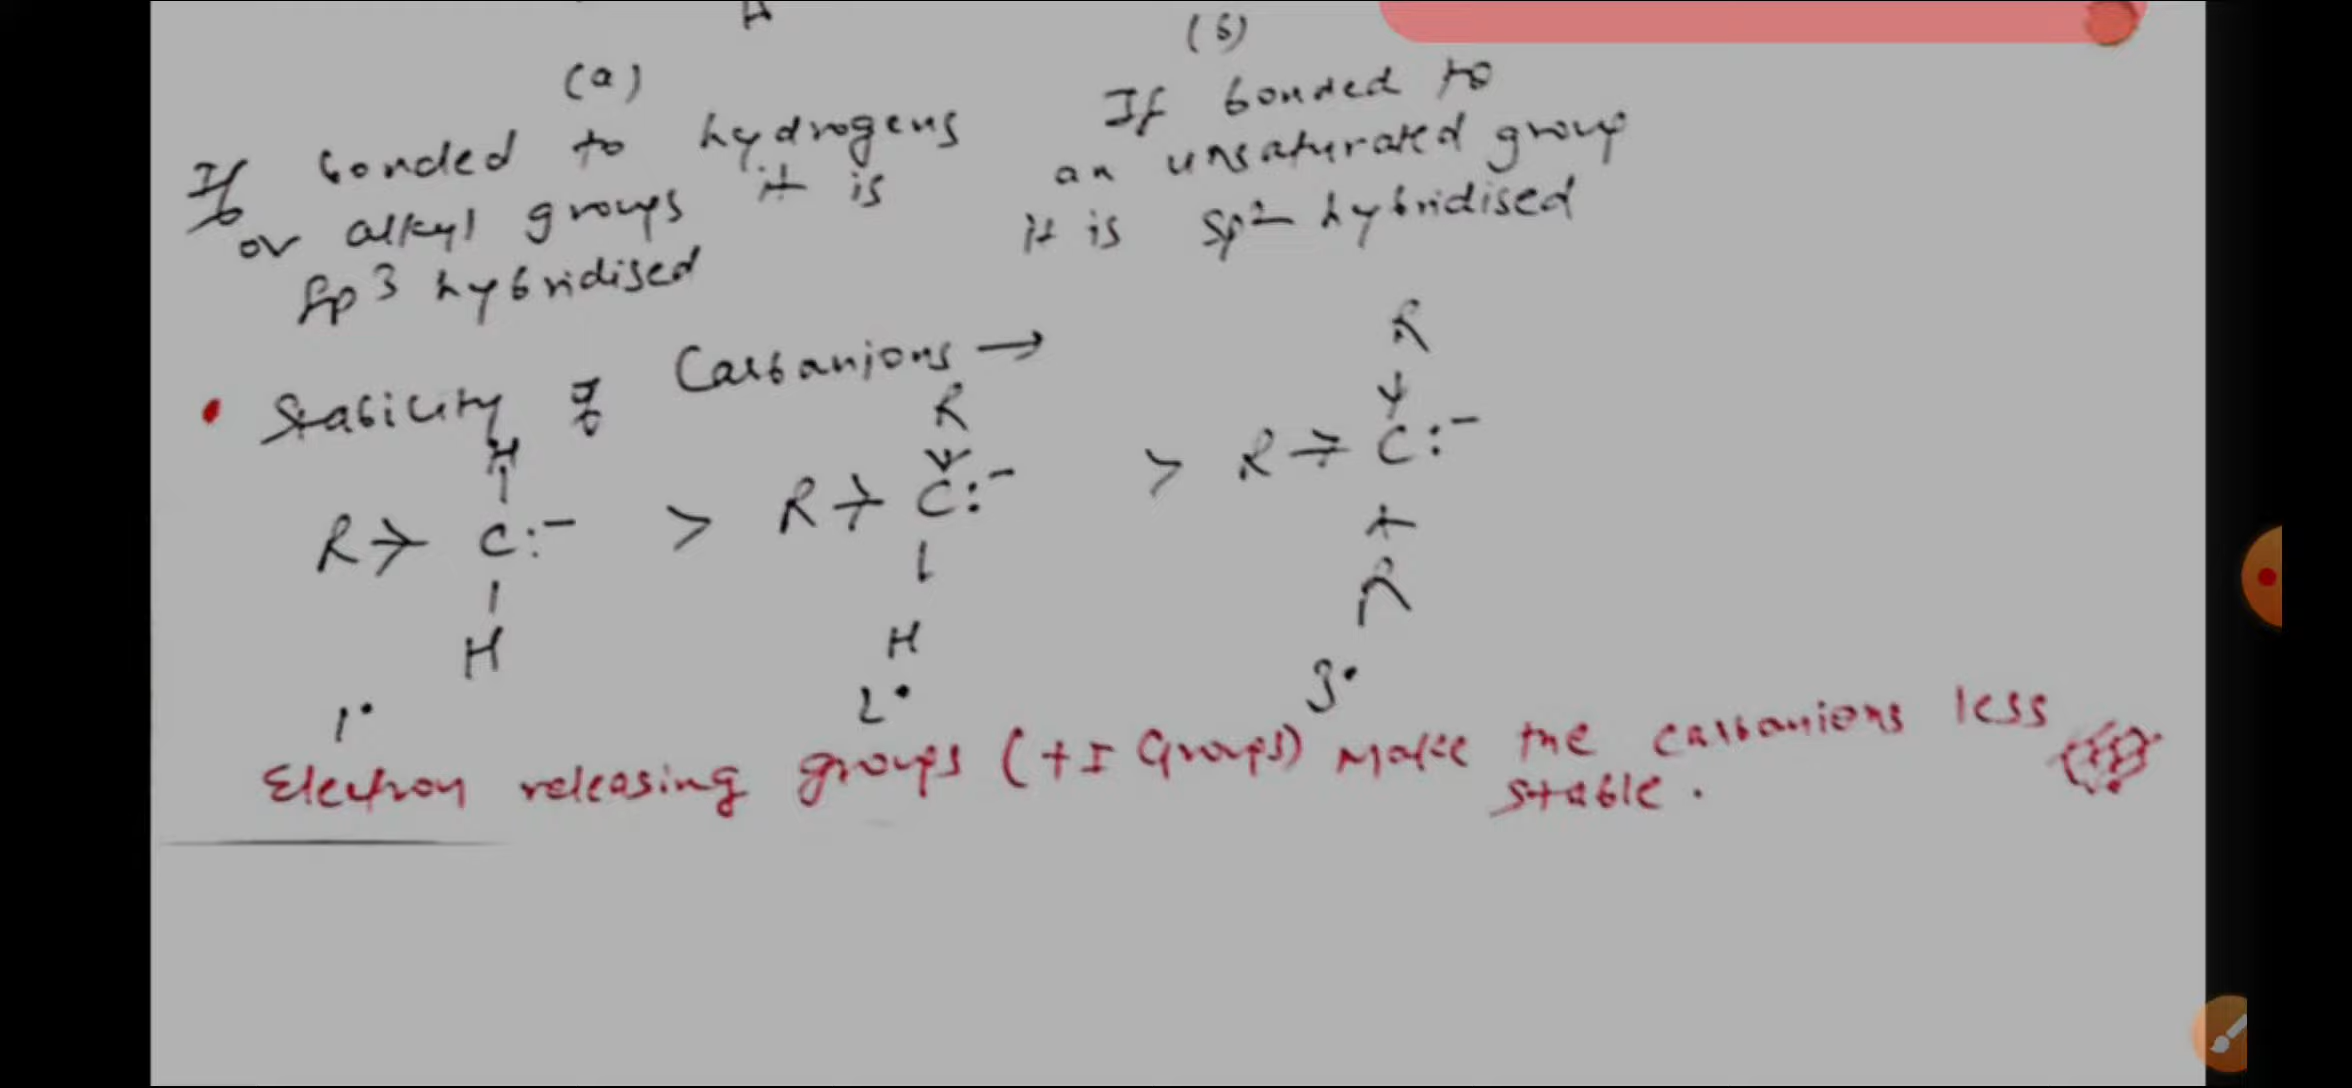 H
(a)
If bonded to hydrogens
or alkyl groups it is
Sp3 hybridised
(b)
If bonded to
an unsaturated group
it is Sp2 hybridised
• Stability of Carbanions →
H
R → C:-
H
1•
>
R
R → C:-
H
2•
>
R
R → C:-
R
3•
Electron releasing groups (+I Groups) Make the carbanions less
stable.